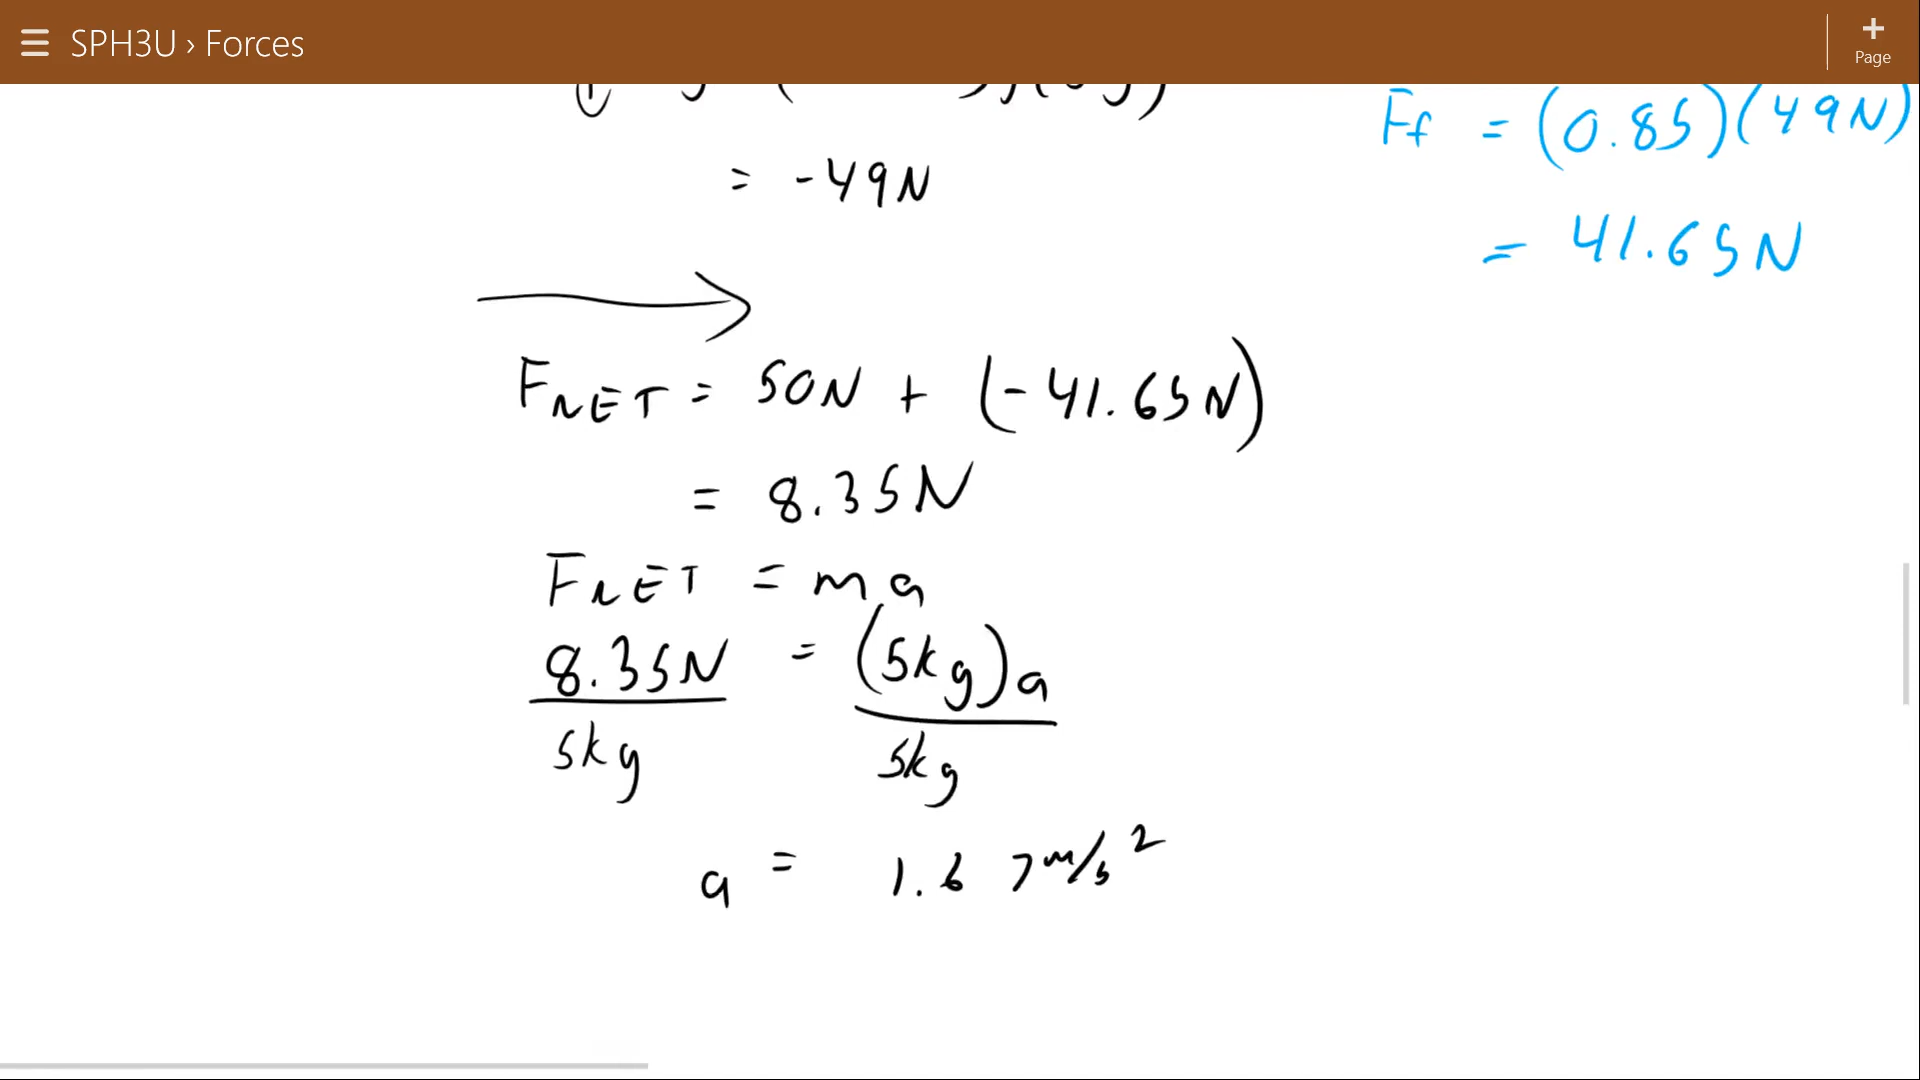 SPH3U › Forces
+
Page
Ff = (0.85)(49N)
= -49N
= 41.65N
FNET = 50N + (-41.65N)
= 8.35N
FNET = ma
8.35N = (5kg)a
5kg 5kg
a = 1.67 m/s²